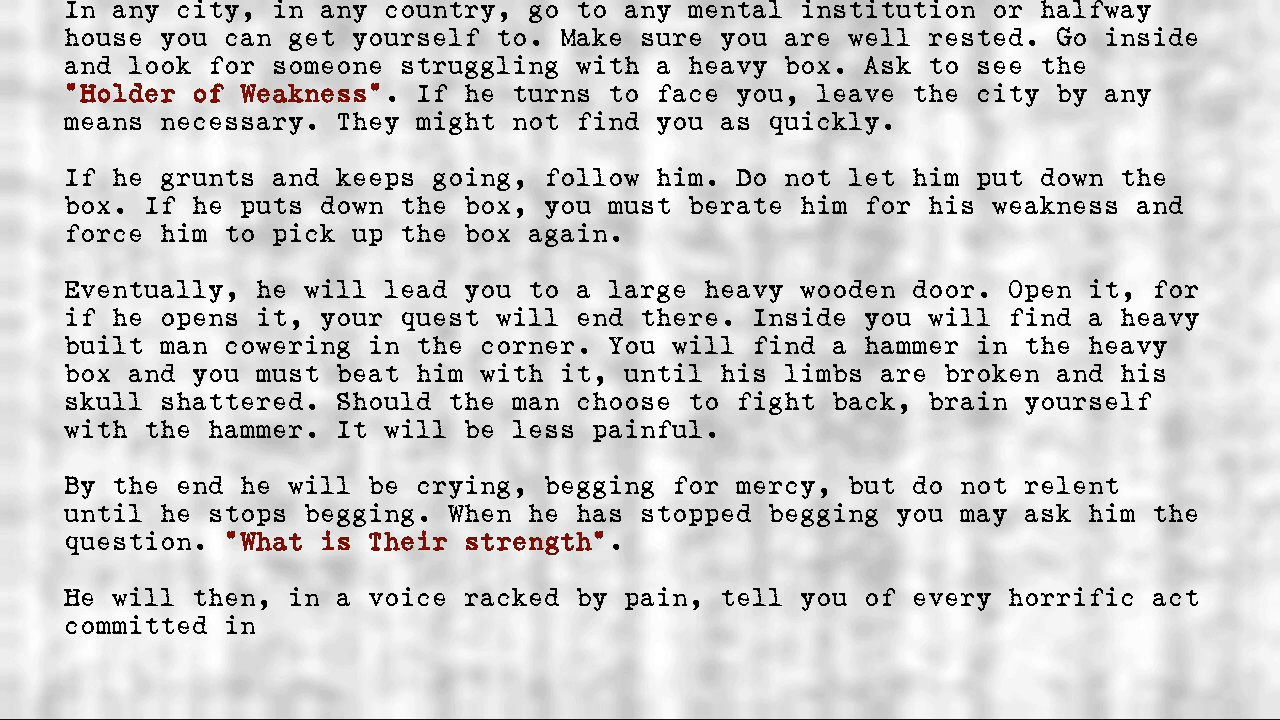 In any city, in any country, go to any mental institution or halfway
house you can get yourself to. Make sure you are well rested. Go inside
and look for someone struggling with a heavy box. Ask to see the
"Holder of Weakness". If he turns to face you, leave the city by any
means necessary. They might not find you as quickly.
If he grunts and keeps going, follow him. Do not let him put down the
box. If he puts down the box, you must berate him for his weakness and
force him to pick up the box again.
Eventually, he will lead you to a large heavy wooden door. Open it, for
if he opens it, your quest will end there. Inside you will find a heavy
built man cowering in the corner. You will find a hammer in the heavy
box and you must beat him with it, until his limbs are broken and his
skull shattered. Should the man choose to fight back, brain yourself
with the hammer. It will be less painful.
By the end he will be crying, begging for mercy, but do not relent
until he stops begging. When he has stopped begging you may ask him the
question. "What is Their strength".
He will then, in a voice racked by pain, tell you of every horrific act
committed in